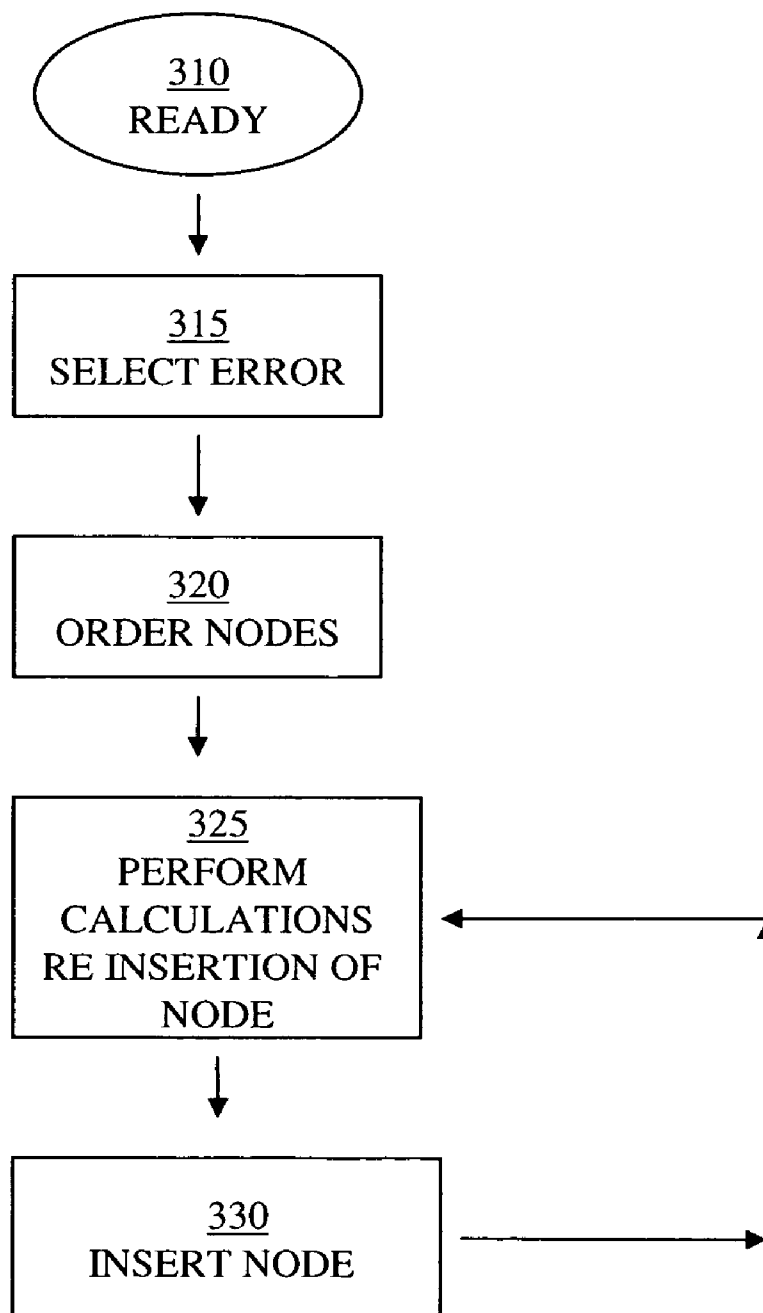 310
READY
315
SELECT ERROR
320
ORDER NODES
325
PERFORM
CALCULATIONS
RE INSERTION OF
NODE
330
INSERT NODE